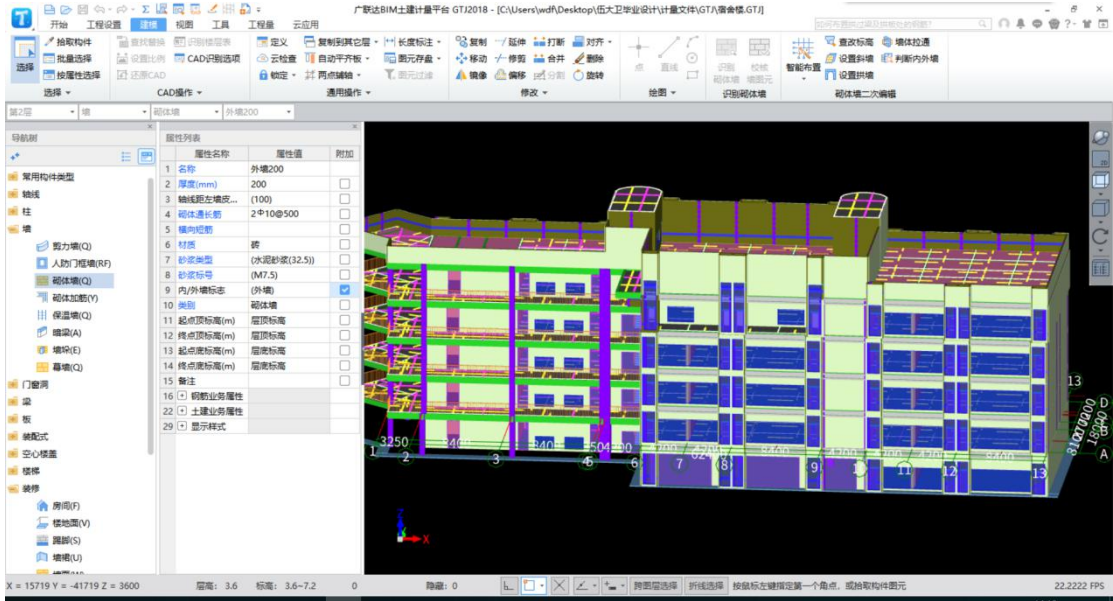 广联达BIM土建计量平台 GTJ2018 - [C:\Users\wdf\Desktop\伍大卫毕业设计\计量文件\GTJ\宿舍楼.GTJ]
开始 工程设置 建模 视图 工具 工程量 云应用
拾取构件 查找替换 识别楼层表 定义 复制到其它层 长度标注 复制 延伸 打断 对齐 查改标高 墙体拉通
选择 批量选择 设置比例 CAD识别选项 云检查 自动平齐板 图元存盘 移动 修剪 合并 删除 点 直线 识别 校核 智能布置 设置斜墙 判断内外墙
按属性选择 还原CAD 锁定 两点辅轴 图元过滤 镜像 偏移 分割 旋转 砌体墙 墙图元 设置拱墙
选择 CAD操作 通用操作 修改 绘图 识别砌体墙 砌体墙二次编辑
第2层 墙 砌体墙 外墙200
导航树
常用构件类型
轴线
柱
墙
剪力墙(Q)
人防门框墙(RF)
砌体墙(Q)
砌体加筋(Y)
保温墙(Q)
暗梁(A)
墙垛(E)
幕墙(Q)
门窗洞
梁
板
装配式
空心楼盖
楼梯
装修
房间(F)
楼地面(V)
踢脚(S)
墙裙(U)
属性列表
属性名称 属性值 附加
1 名称 外墙200
2 厚度(mm) 200
3 轴线距左墙皮... (100)
4 砌体通长筋 2Φ10@500
5 横向短筋
6 材质 砖
7 砂浆类型 (水泥砂浆(32.5))
8 砂浆标号 (M7.5)
9 内/外墙标志 (外墙)
10 类别 砌体墙
11 起点顶标高(m) 层顶标高
12 终点顶标高(m) 层顶标高
13 起点底标高(m) 层底标高
14 终点底标高(m) 层底标高
15 备注
16 + 钢筋业务属性
22 + 土建业务属性
29 + 显示样式
13
D
B
A
3250 8400
1 2 3 6 7 8 9 11 12 13
Z
X
X = 15719 Y = -41719 Z = 3600 层高: 3.6 标高: 3.6~7.2 0 隐藏: 0 跨图层选择 折线选择 按鼠标左键指定第一个角点，或拾取构件图元 22.2222 FPS